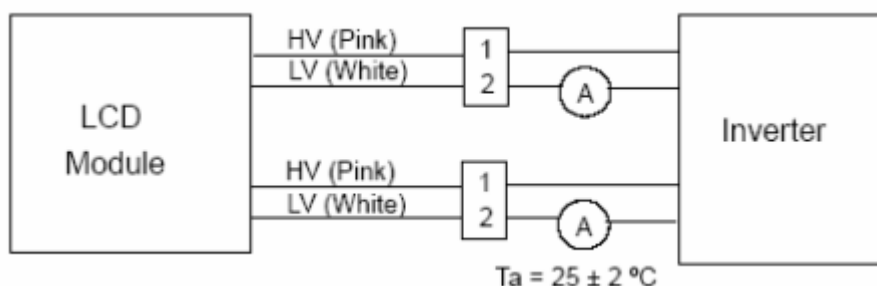 HV (Pink)
1
LV (White)
2
A
LCD
Module
Inverter
HV (Pink)
1
LV (White)
2
A
Ta = 25 ± 2 ºC